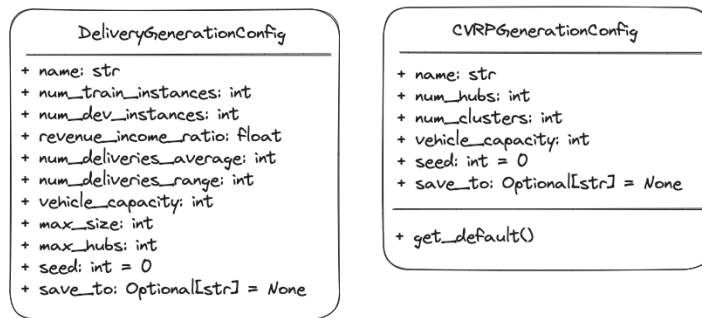 DeliveryGenerationConfig
+ name: str
+ num_train_instances: int
+ num_dev_instances: int
+ revenue_income_ratio: float
+ num_deliveries_average: int
+ num_deliveries_range: int
+ vehicle_capacity: int
+ max_size: int
+ max_hubs: int
+ seed: int = 0
+ save_to: Optional[str] = None
CVRPGenerationConfig
+ name: str
+ num_hubs: int
+ num_clusters: int
+ vehicle_capacity: int
+ seed: int = 0
+ save_to: Optional[str] = None
+ get_default()